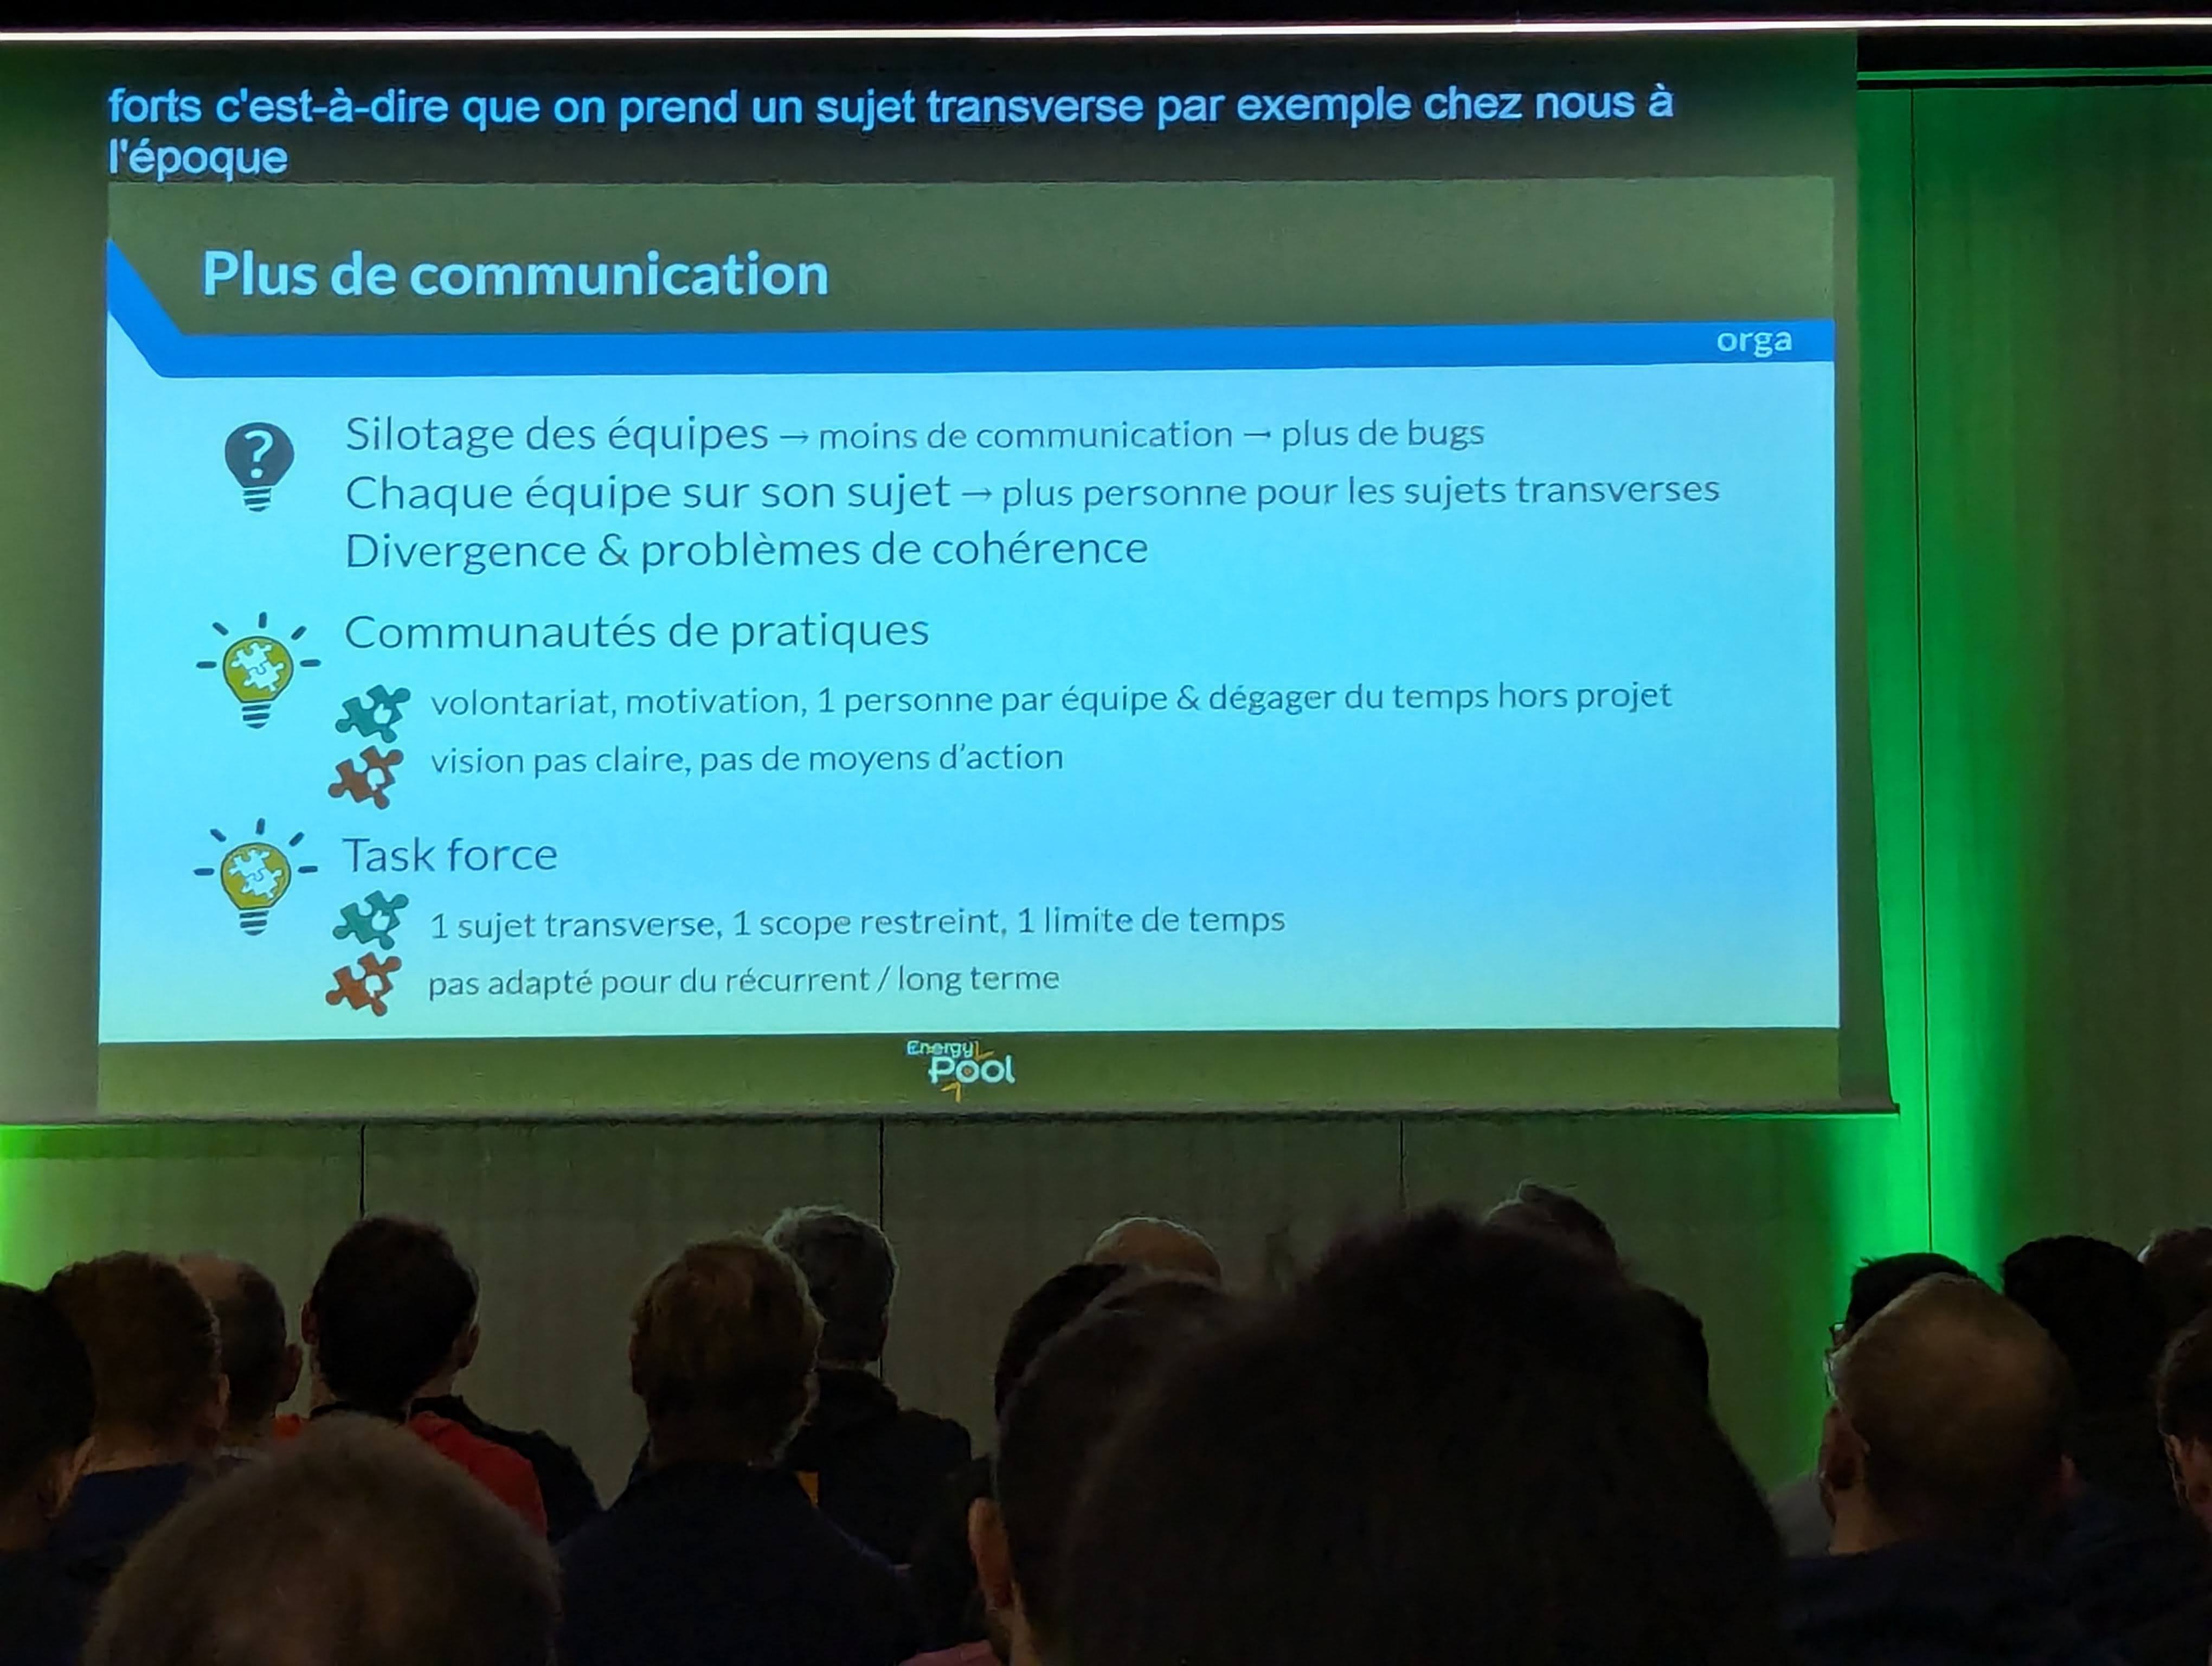 forts c'est-à-dire que on prend un sujet transverse par exemple chez nous à
l'époque
Plus de communication
orga
?
Silotage des équipes → moins de communication → plus de bugs
Chaque équipe sur son sujet → plus personne pour les sujets transverses
Divergence & problèmes de cohérence
Communautés de pratiques
volontariat, motivation, 1 personne par équipe & dégager du temps hors projet
vision pas claire, pas de moyens d'action
Task force
1 sujet transverse, 1 scope restreint, 1 limite de temps
pas adapté pour du récurrent / long terme
Energy
Pool